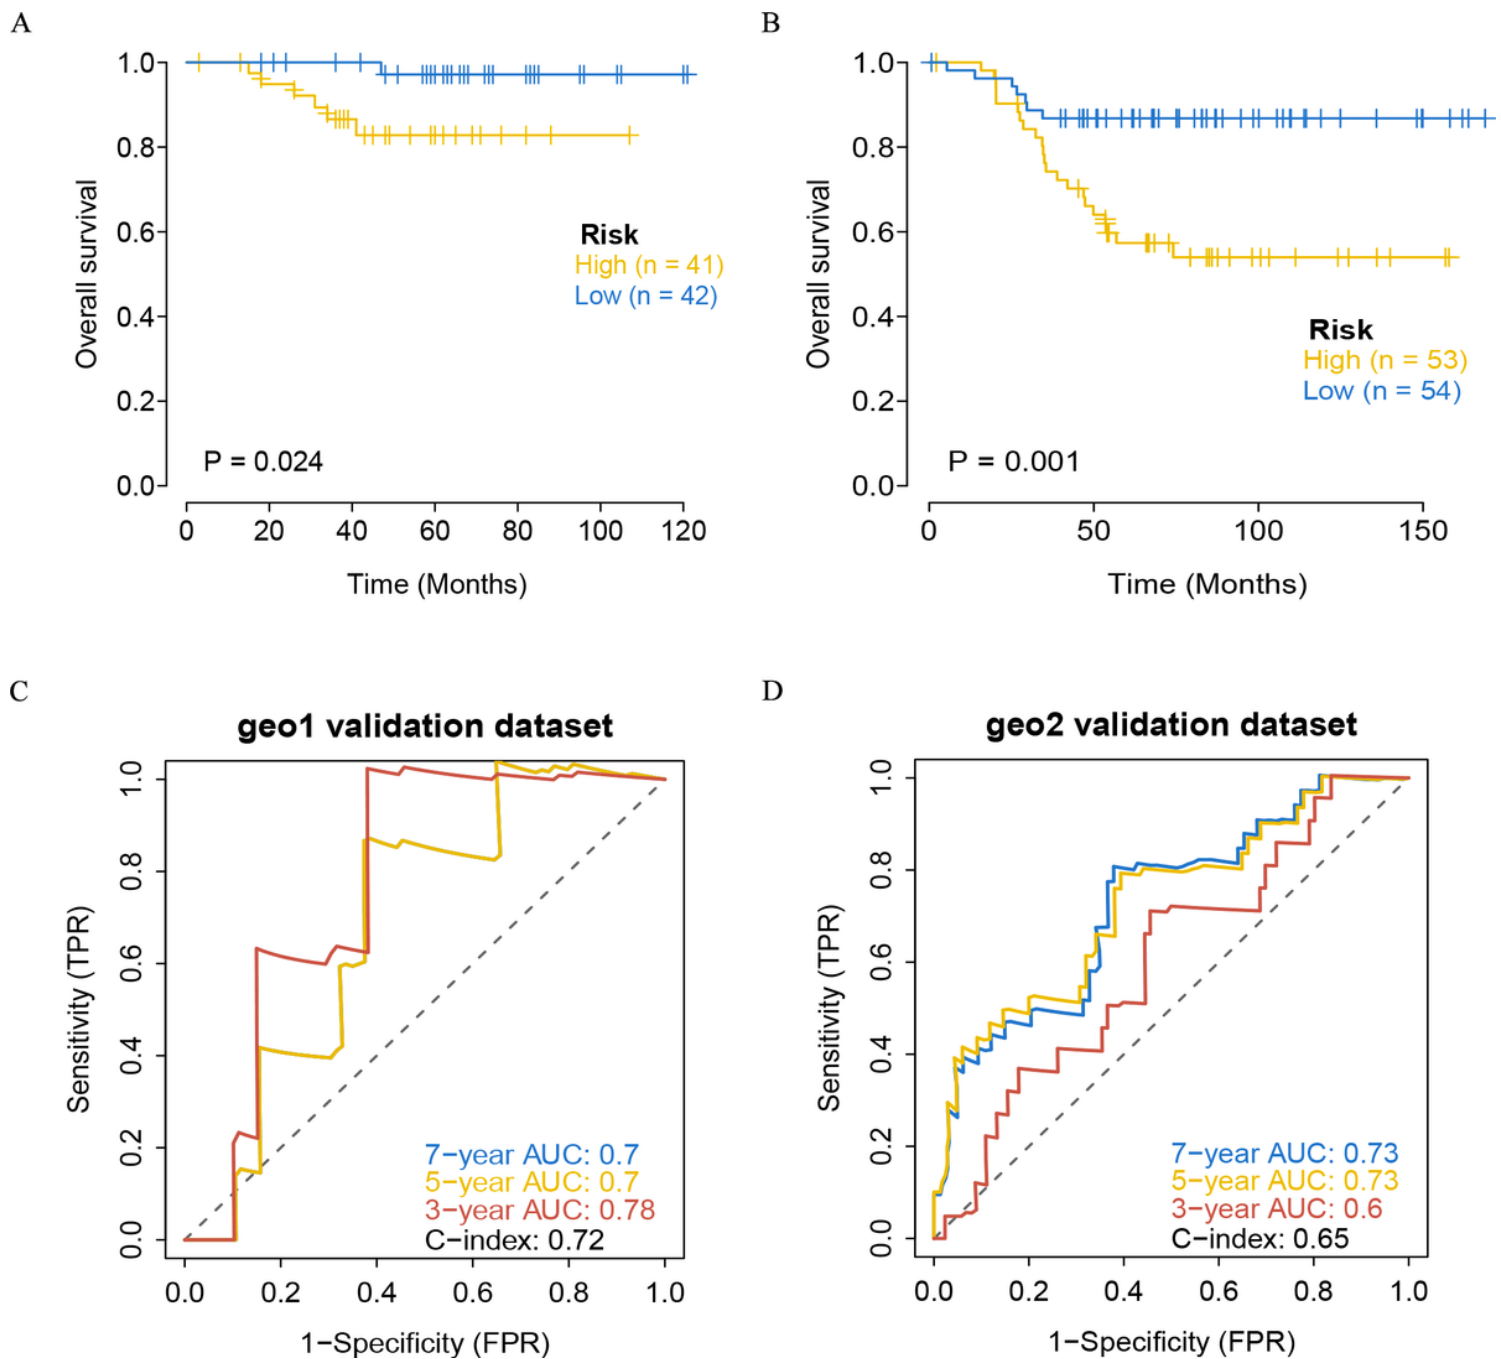 A
1.0
0.8
0.6
0.4
0.2
0.0
Overall survival
Risk
High (n = 41)
Low (n = 42)
P = 0.024
0 20 40 60 80 100 120
Time (Months)
B
1.0
0.8
0.6
0.4
0.2
0.0
Overall survival
Risk
High (n = 53)
Low (n = 54)
P = 0.001
0 50 100 150
Time (Months)
C
geo1 validation dataset
1.0
0.8
0.6
0.4
0.2
0.0
Sensitivity (TPR)
7−year AUC: 0.7
5−year AUC: 0.7
3−year AUC: 0.78
C−index: 0.72
0.0 0.2 0.4 0.6 0.8 1.0
1−Specificity (FPR)
D
geo2 validation dataset
1.0
0.8
0.6
0.4
0.2
0.0
Sensitivity (TPR)
7−year AUC: 0.73
5−year AUC: 0.73
3−year AUC: 0.6
C−index: 0.65
0.0 0.2 0.4 0.6 0.8 1.0
1−Specificity (FPR)